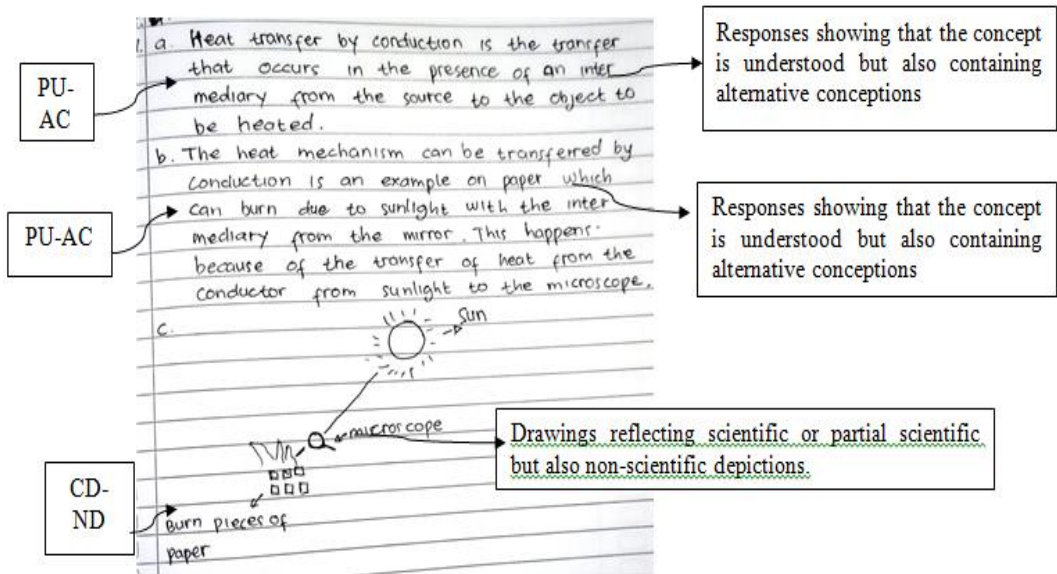 1. a. Heat transfer by conduction is the transfer
that occurs in the presence of an inter
mediary from the source to the object to
be heated.
b. The heat mechanism can be transferred by
conduction is an example on paper which
can burn due to sunlight with the inter
mediary from the mirror. This happens.
because of the transfer of heat from the
conductor from sunlight to the microscope.
c.
Sun
microscope
Burn pieces of
paper
PU-
AC
PU-AC
CD-
ND
Responses showing that the concept
is understood but also containing
alternative conceptions
Responses showing that the concept
is understood but also containing
alternative conceptions
Drawings reflecting scientific or partial scientific
but also non-scientific depictions.